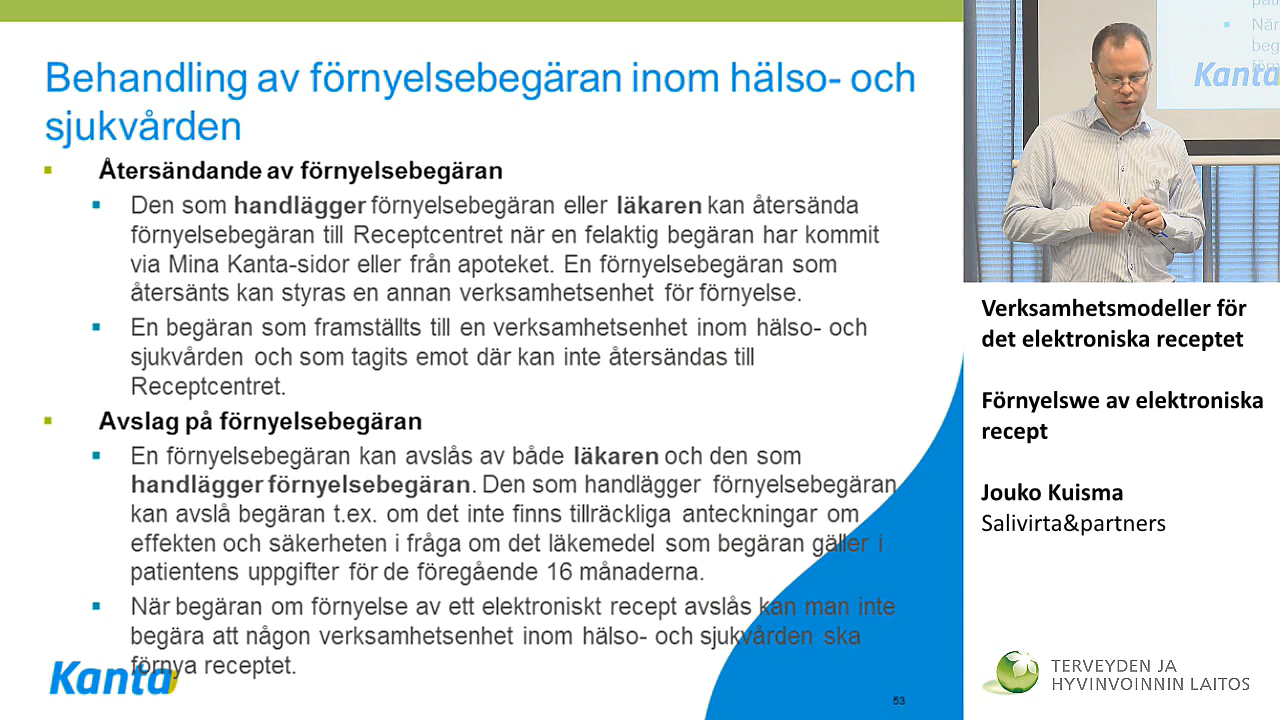 Behandling av förnyelsebegäran inom hälso- och
sjukvården
Återsändande av förnyelsebegäran
Den som handlägger förnyelsebegäran eller läkaren kan återsända
förnyelsebegäran till Receptcentret när en felaktig begäran har kommit
via Mina Kanta-sidor eller från apoteket. En förnyelsebegäran som
återsänts kan styras en annan verksamhetsenhet för förnyelse.
En begäran som framställts till en verksamhetsenhet inom hälso- och
sjukvården och som tagits emot där kan inte återsändas till
Receptcentret.
Avslag på förnyelsebegäran
En förnyelsebegäran kan avslås av både läkaren och den som
handlägger förnyelsebegäran. Den som handlägger förnyelsebegäran
kan avslå begäran t.ex. om det inte finns tillräckliga anteckningar om
effekten och säkerheten i fråga om det läkemedel som begäran gäller i
patientens uppgifter för de föregående 16 månaderna.
När begäran om förnyelse av ett elektroniskt recept avslås kan man inte
begära att någon verksamhetsenhet inom hälso- och sjukvården ska
förnya receptet.
Kanta
53
När
beg
Kanta
Verksamhetsmodeller för
det elektroniska receptet
Förnyelswe av elektroniska
recept
Jouko Kuisma
Salivirta&partners
TERVEYDEN JA
HYVINVOINNIN LAITOS